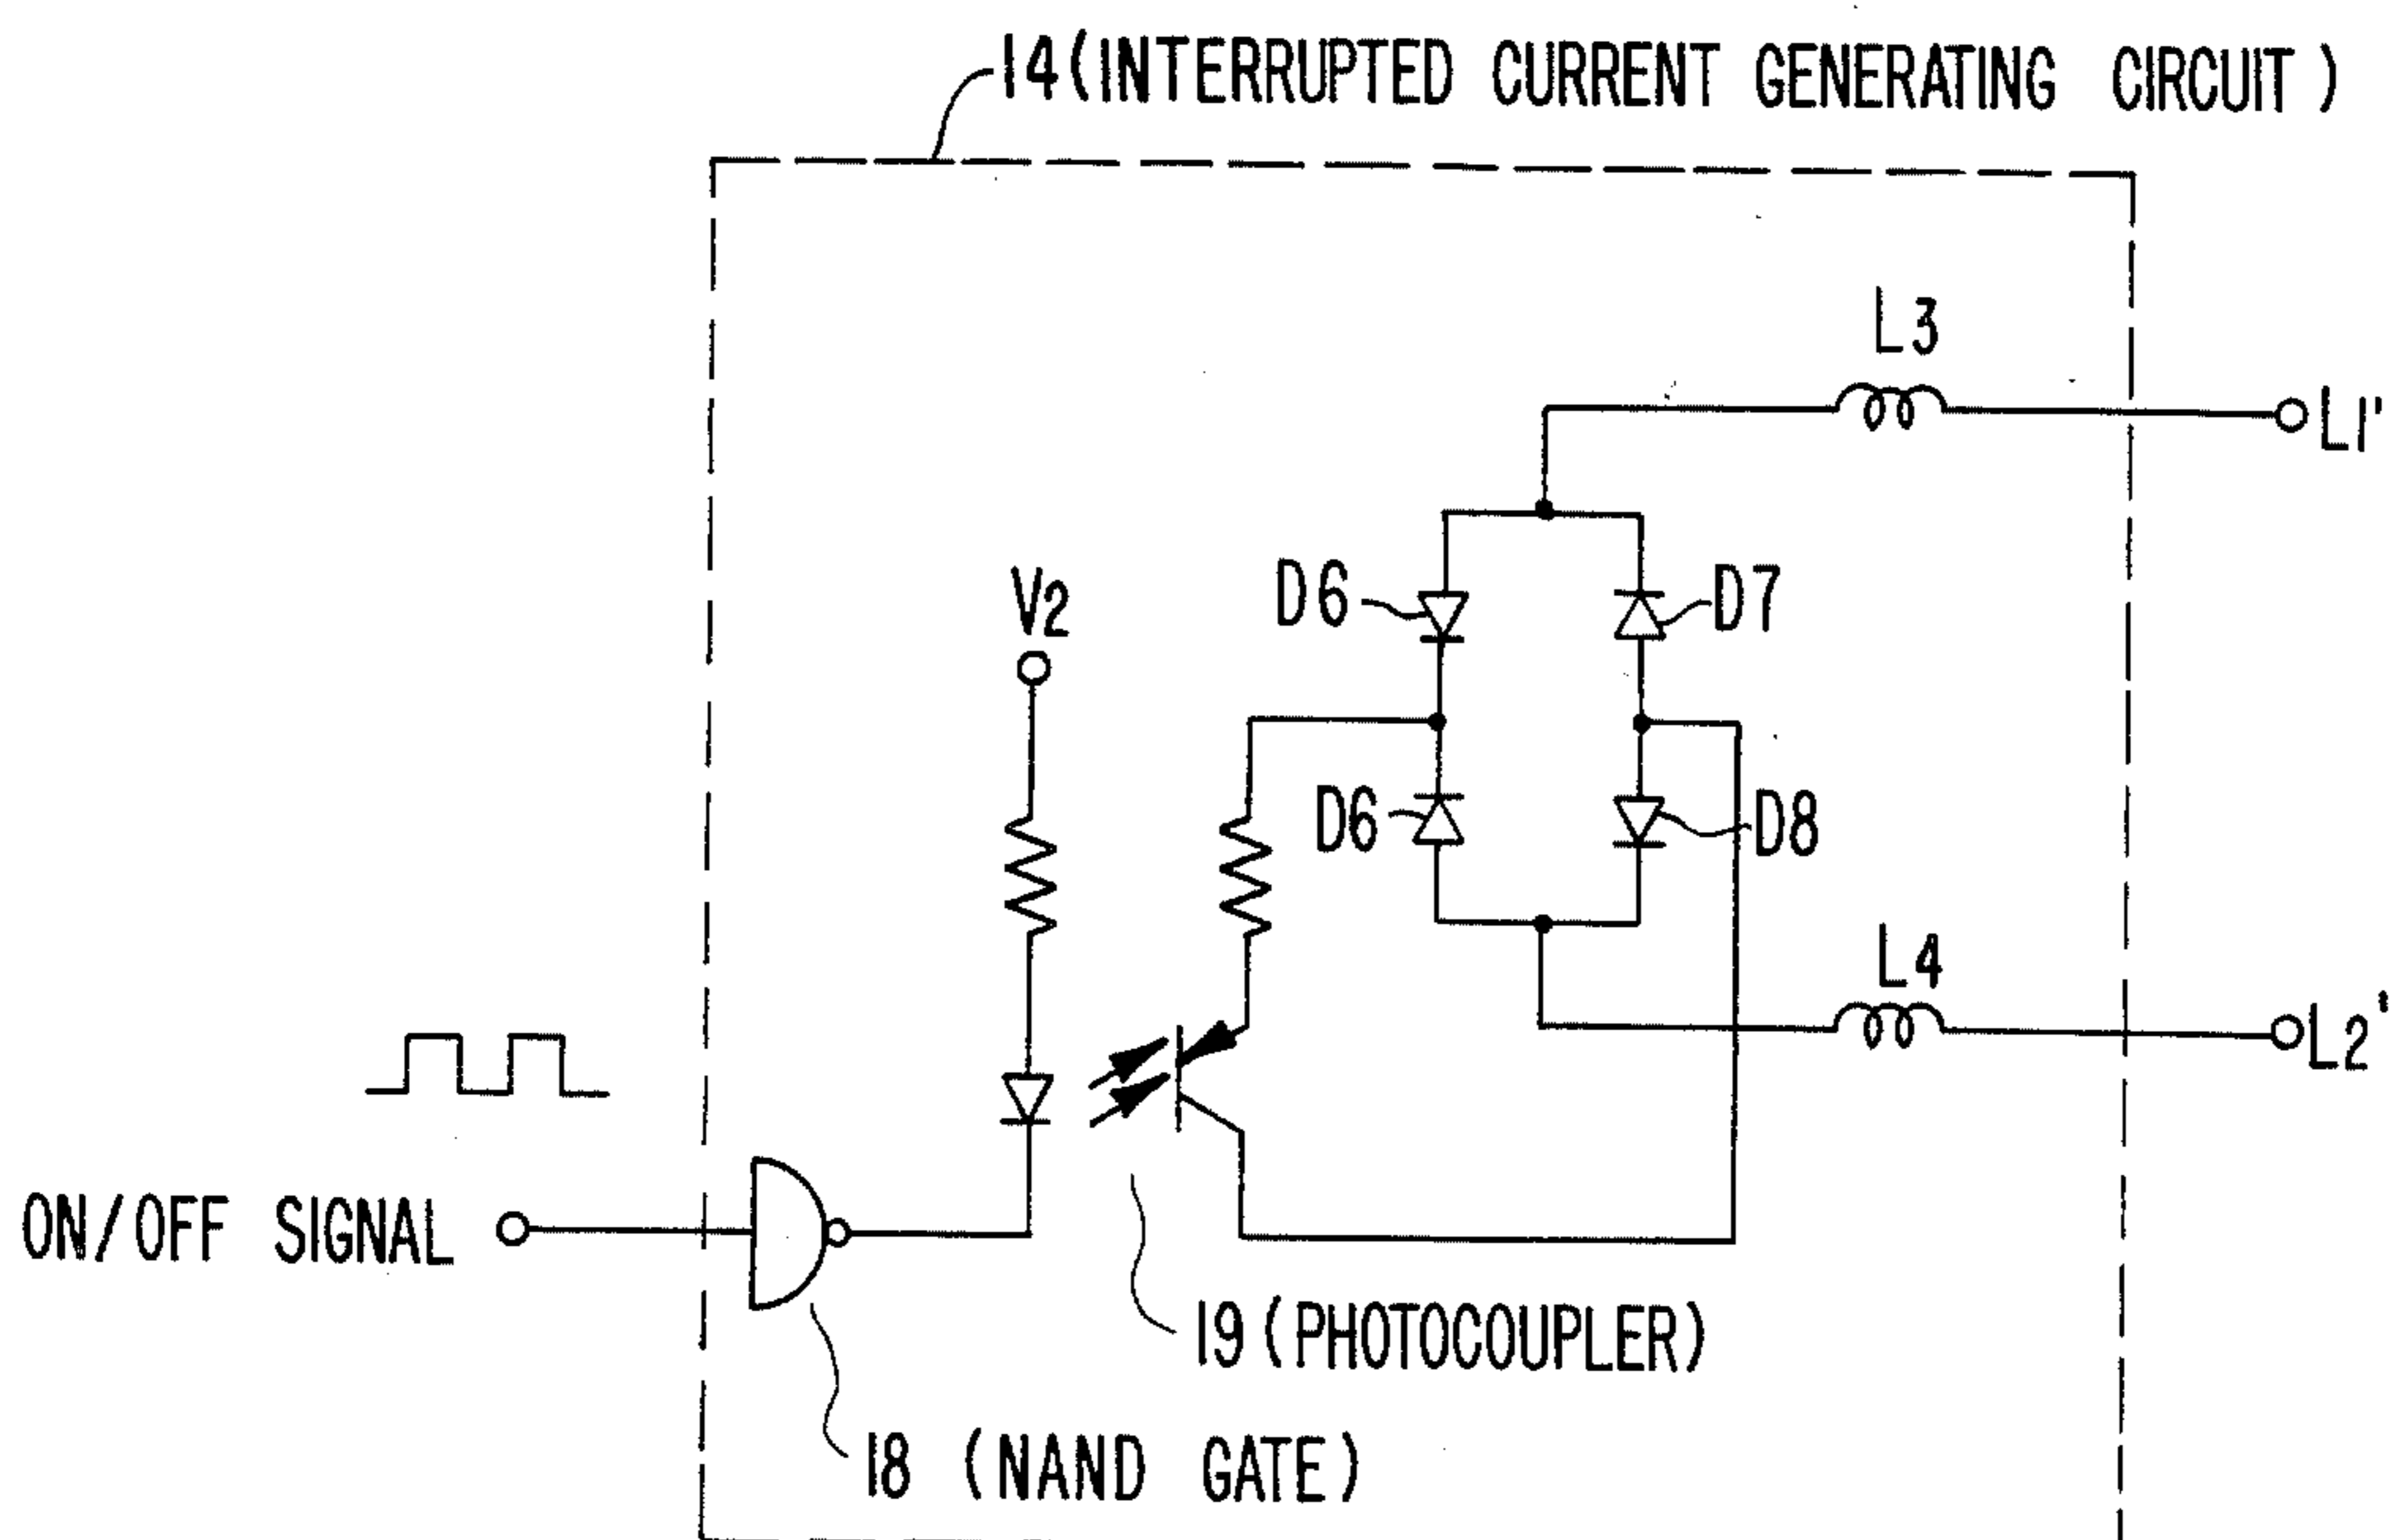 14 (INTERRUPTED CURRENT GENERATING CIRCUIT)
L3
L1'
V2
D6
D7
D6
D8
L4
L2'
ON/OFF SIGNAL
19 (PHOTOCOUPLER)
18 (NAND GATE)